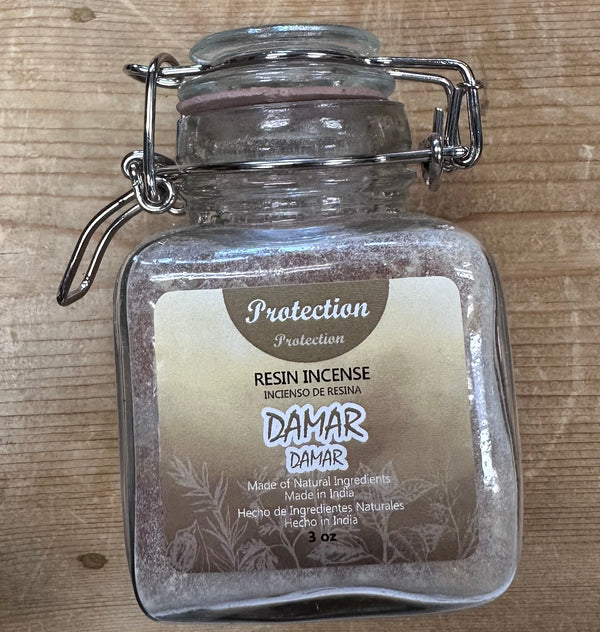 Protection
Protection
RESIN INCENSE
INCIENSO DE RESINA
DAMAR
DAMAR
Made of Natural Ingredients
Made in India
Hecho de Ingredientes Naturales
Hecho in India
3 oz